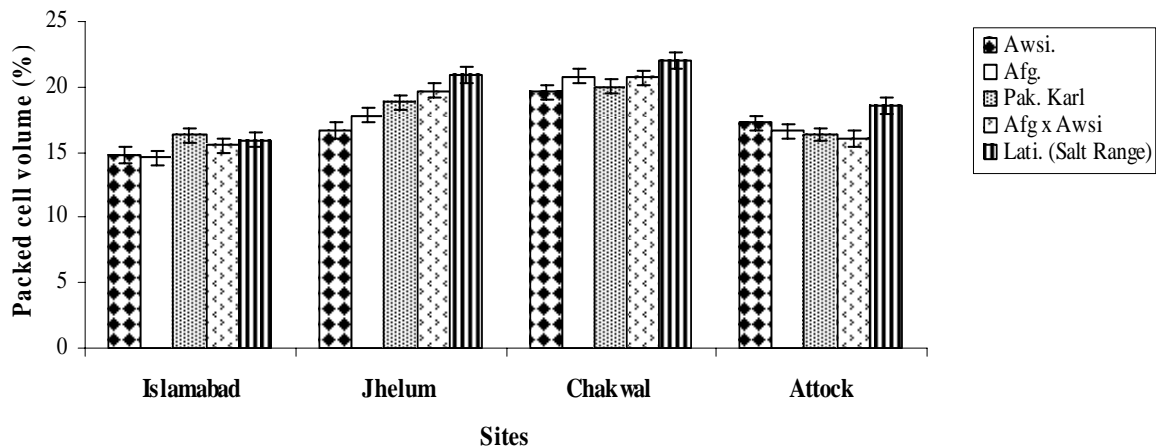 Packed cell volume (%)
25
20
15
10
5
0
Islamabad
Jhelum
Chakwal
Attock
Sites
Awsi.
Afg.
Pak. Karl
Afg x Awsi
Lati. (Salt Range)